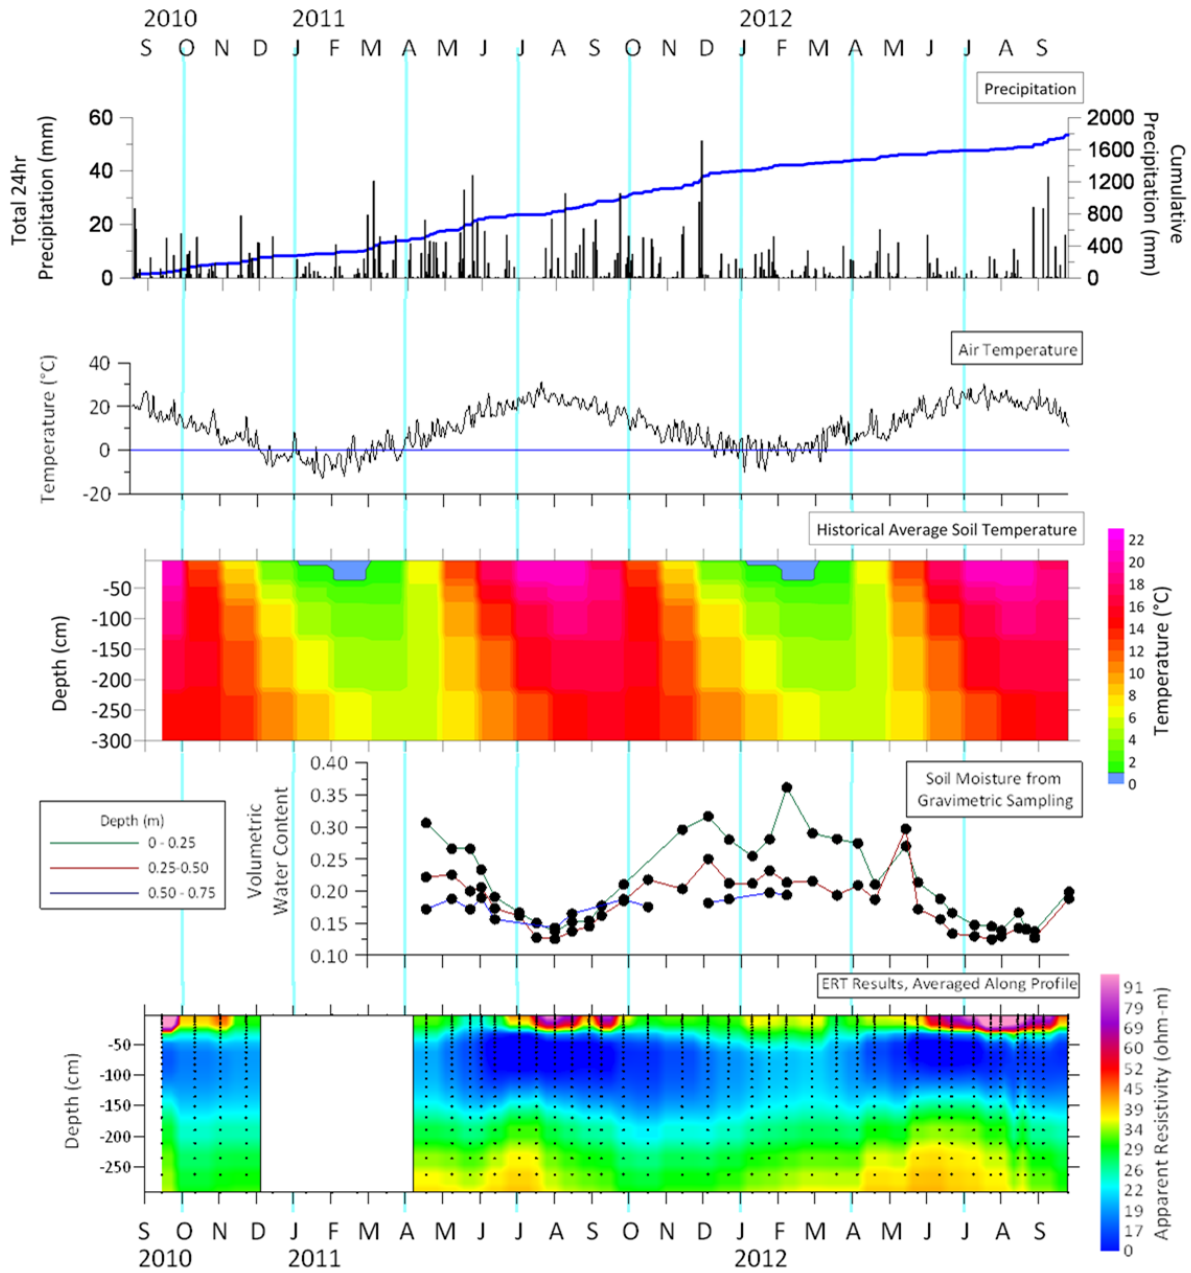 2010 2011 2012
S O N D J F M A M J J A S O N D J F M A M J J A S
Precipitation
Total 24hr
Precipitation (mm)
60
40
20
0
2000
1600
1200
800
400
0
Cumulative
Precipitation (mm)
Air Temperature
Temperature (°C)
40
20
0
-20
Historical Average Soil Temperature
Depth (cm)
-50
-100
-150
-200
-250
-300
22
20
18
16
14
12
10
8
6
4
2
0
Temperature (°C)
Soil Moisture from
Gravimetric Sampling
Depth (m)
0 - 0.25
0.25-0.50
0.50 - 0.75
Volumetric
Water Content
0.40
0.35
0.30
0.25
0.20
0.15
0.10
ERT Results, Averaged Along Profile
Depth (cm)
-50
-100
-150
-200
-250
91
79
69
60
52
45
39
34
29
26
22
19
17
0
Apparent Resistivity (ohm-m)
S O N D J F M A M J J A S O N D J F M A M J J A S
2010 2011 2012